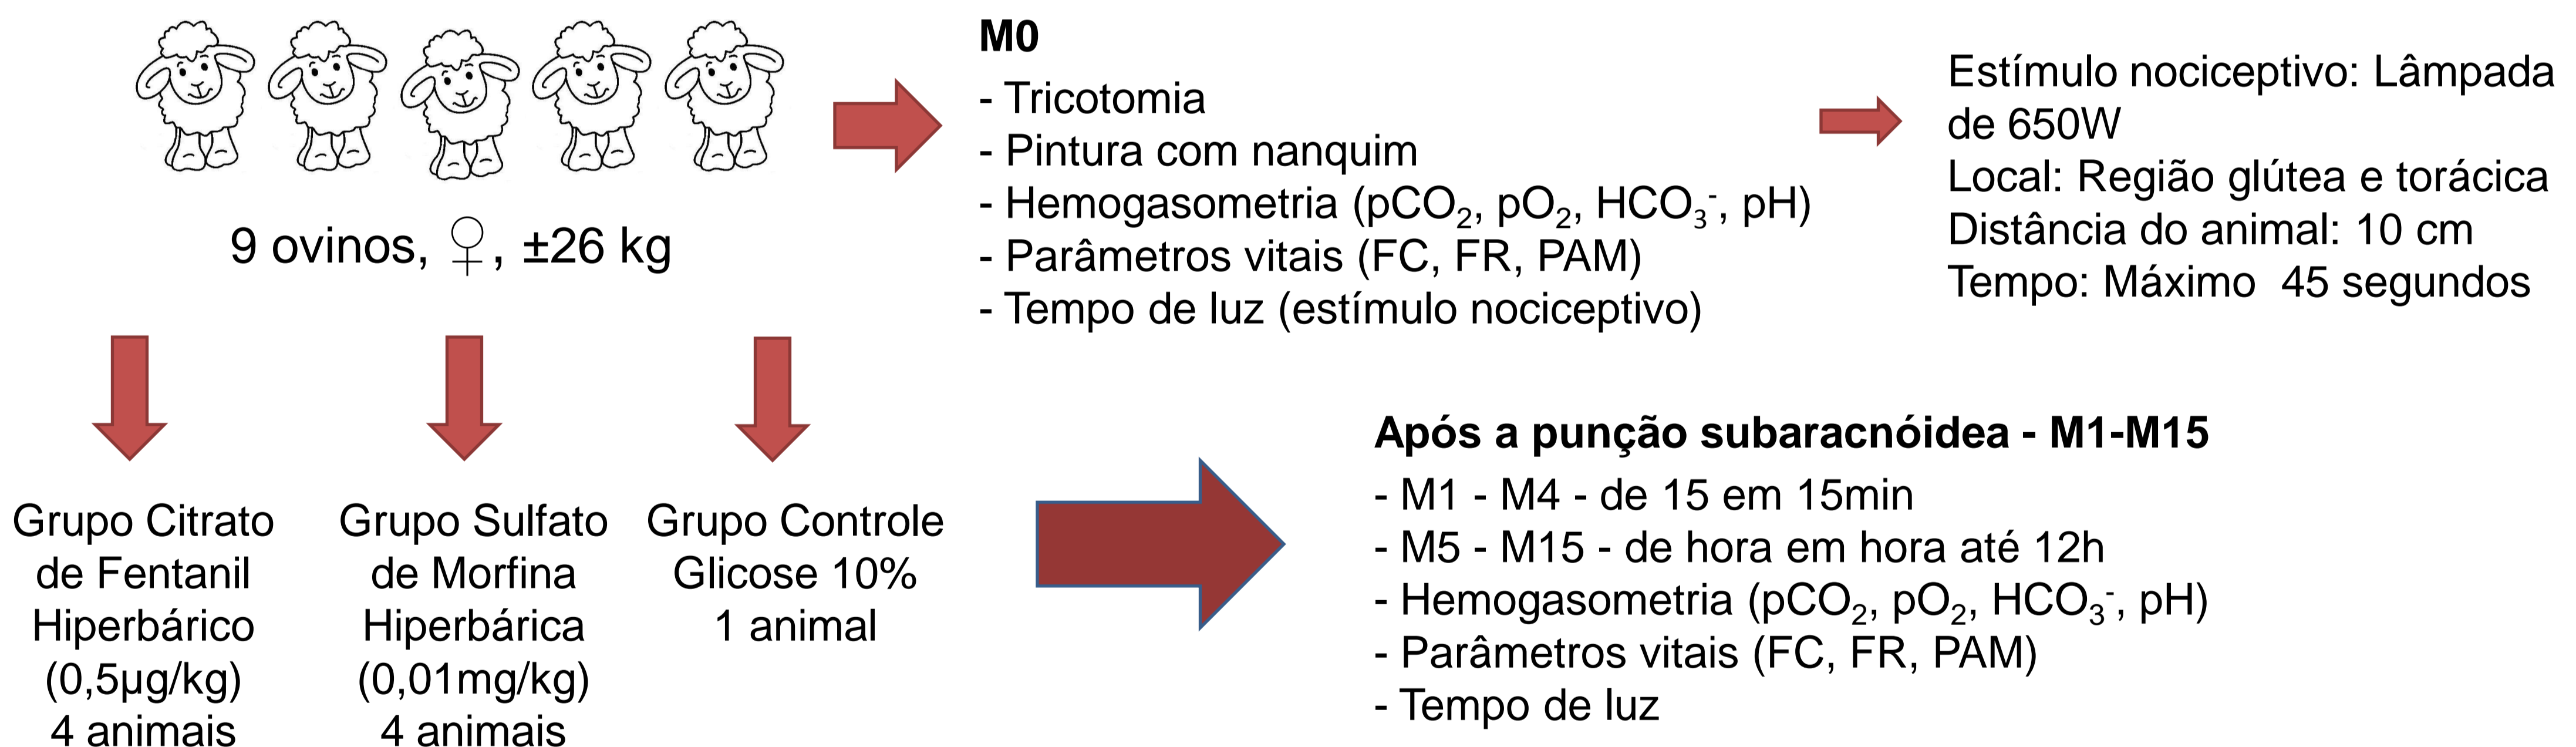 9 ovinos, ♀, ±26 kg
M0
- Tricotomia
- Pintura com nanquim
- Hemogasometria (pCO₂, pO₂, HCO₃⁻, pH)
- Parâmetros vitais (FC, FR, PAM)
- Tempo de luz (estímulo nociceptivo)
Estímulo nociceptivo: Lâmpada
de 650W
Local: Região glútea e torácica
Distância do animal: 10 cm
Tempo: Máximo  45 segundos
Grupo Citrato
de Fentanil
Hiperbárico
(0,5µg/kg)
4 animais
Grupo Sulfato
de Morfina
Hiperbárica
(0,01mg/kg)
4 animais
Grupo Controle
Glicose 10%
1 animal
Após a punção subaracnóidea - M1-M15
- M1 - M4 - de 15 em 15min
- M5 - M15 - de hora em hora até 12h
- Hemogasometria (pCO₂, pO₂, HCO₃⁻, pH)
- Parâmetros vitais (FC, FR, PAM)
- Tempo de luz